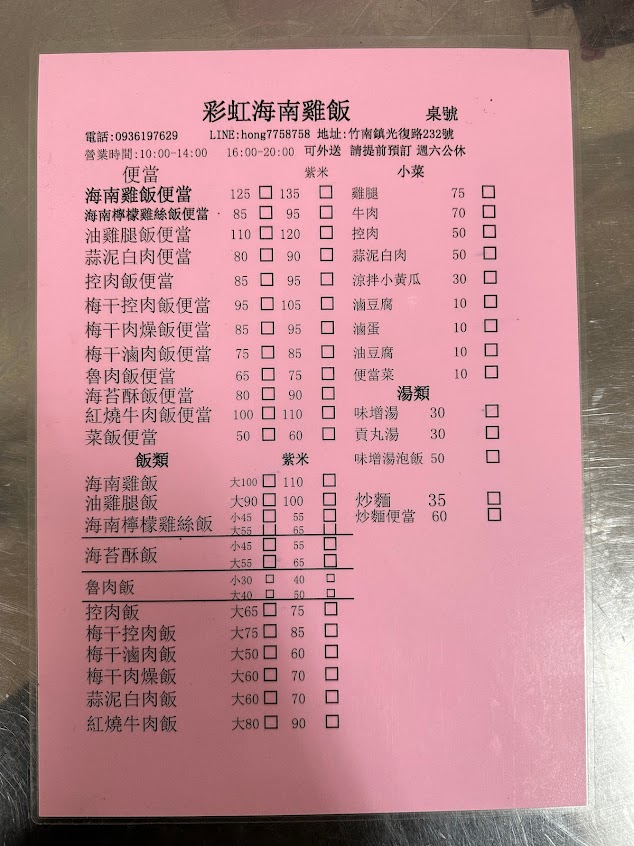 彩虹海南雞飯 桌號
電話:0936197629 LINE:hong7758758 地址:竹南鎮光復路232號
營業時間:10:00-14:00 16:00-20:00 可外送 請提前預訂 週六公休
便當 紫米 小菜
海南雞飯便當 125 □ 135 □ 雞腿 75 □
海南檸檬雞絲飯便當 85 □ 95 □ 牛肉 70 □
油雞腿飯便當 110 □ 120 □ 控肉 50 □
蒜泥白肉便當 80 □ 90 □ 蒜泥白肉 50 □
控肉飯便當 85 □ 95 □ 涼拌小黃瓜 30 □
梅干控肉飯便當 95 □ 105 □ 滷豆腐 10 □
梅干肉燥飯便當 85 □ 95 □ 滷蛋 10 □
梅干滷肉飯便當 75 □ 85 □ 油豆腐 10 □
魯肉飯便當 65 □ 75 □ 便當菜 10 □
海苔酥飯便當 80 □ 90 □ 湯類
紅燒牛肉飯便當 100 □ 110 □ 味增湯 30 □
菜飯便當 50 □ 60 □ 貢丸湯 30 □
飯類 紫米 味增湯泡飯 50 □
海南雞飯 大100 □ 110 □
油雞腿飯 大90 □ 100 □ 炒麵 35 □
海南檸檬雞絲飯 小45 □ 55 □ 炒麵便當 60 □
大55 □ 65 □
海苔酥飯 小45 □ 55 □
大55 □ 65 □
魯肉飯 小30 □ 40 □
大40 □ 50 □
控肉飯 大65 □ 75 □
梅干控肉飯 大75 □ 85 □
梅干滷肉飯 大50 □ 60 □
梅干肉燥飯 大60 □ 70 □
蒜泥白肉飯 大60 □ 70 □
紅燒牛肉飯 大80 □ 90 □